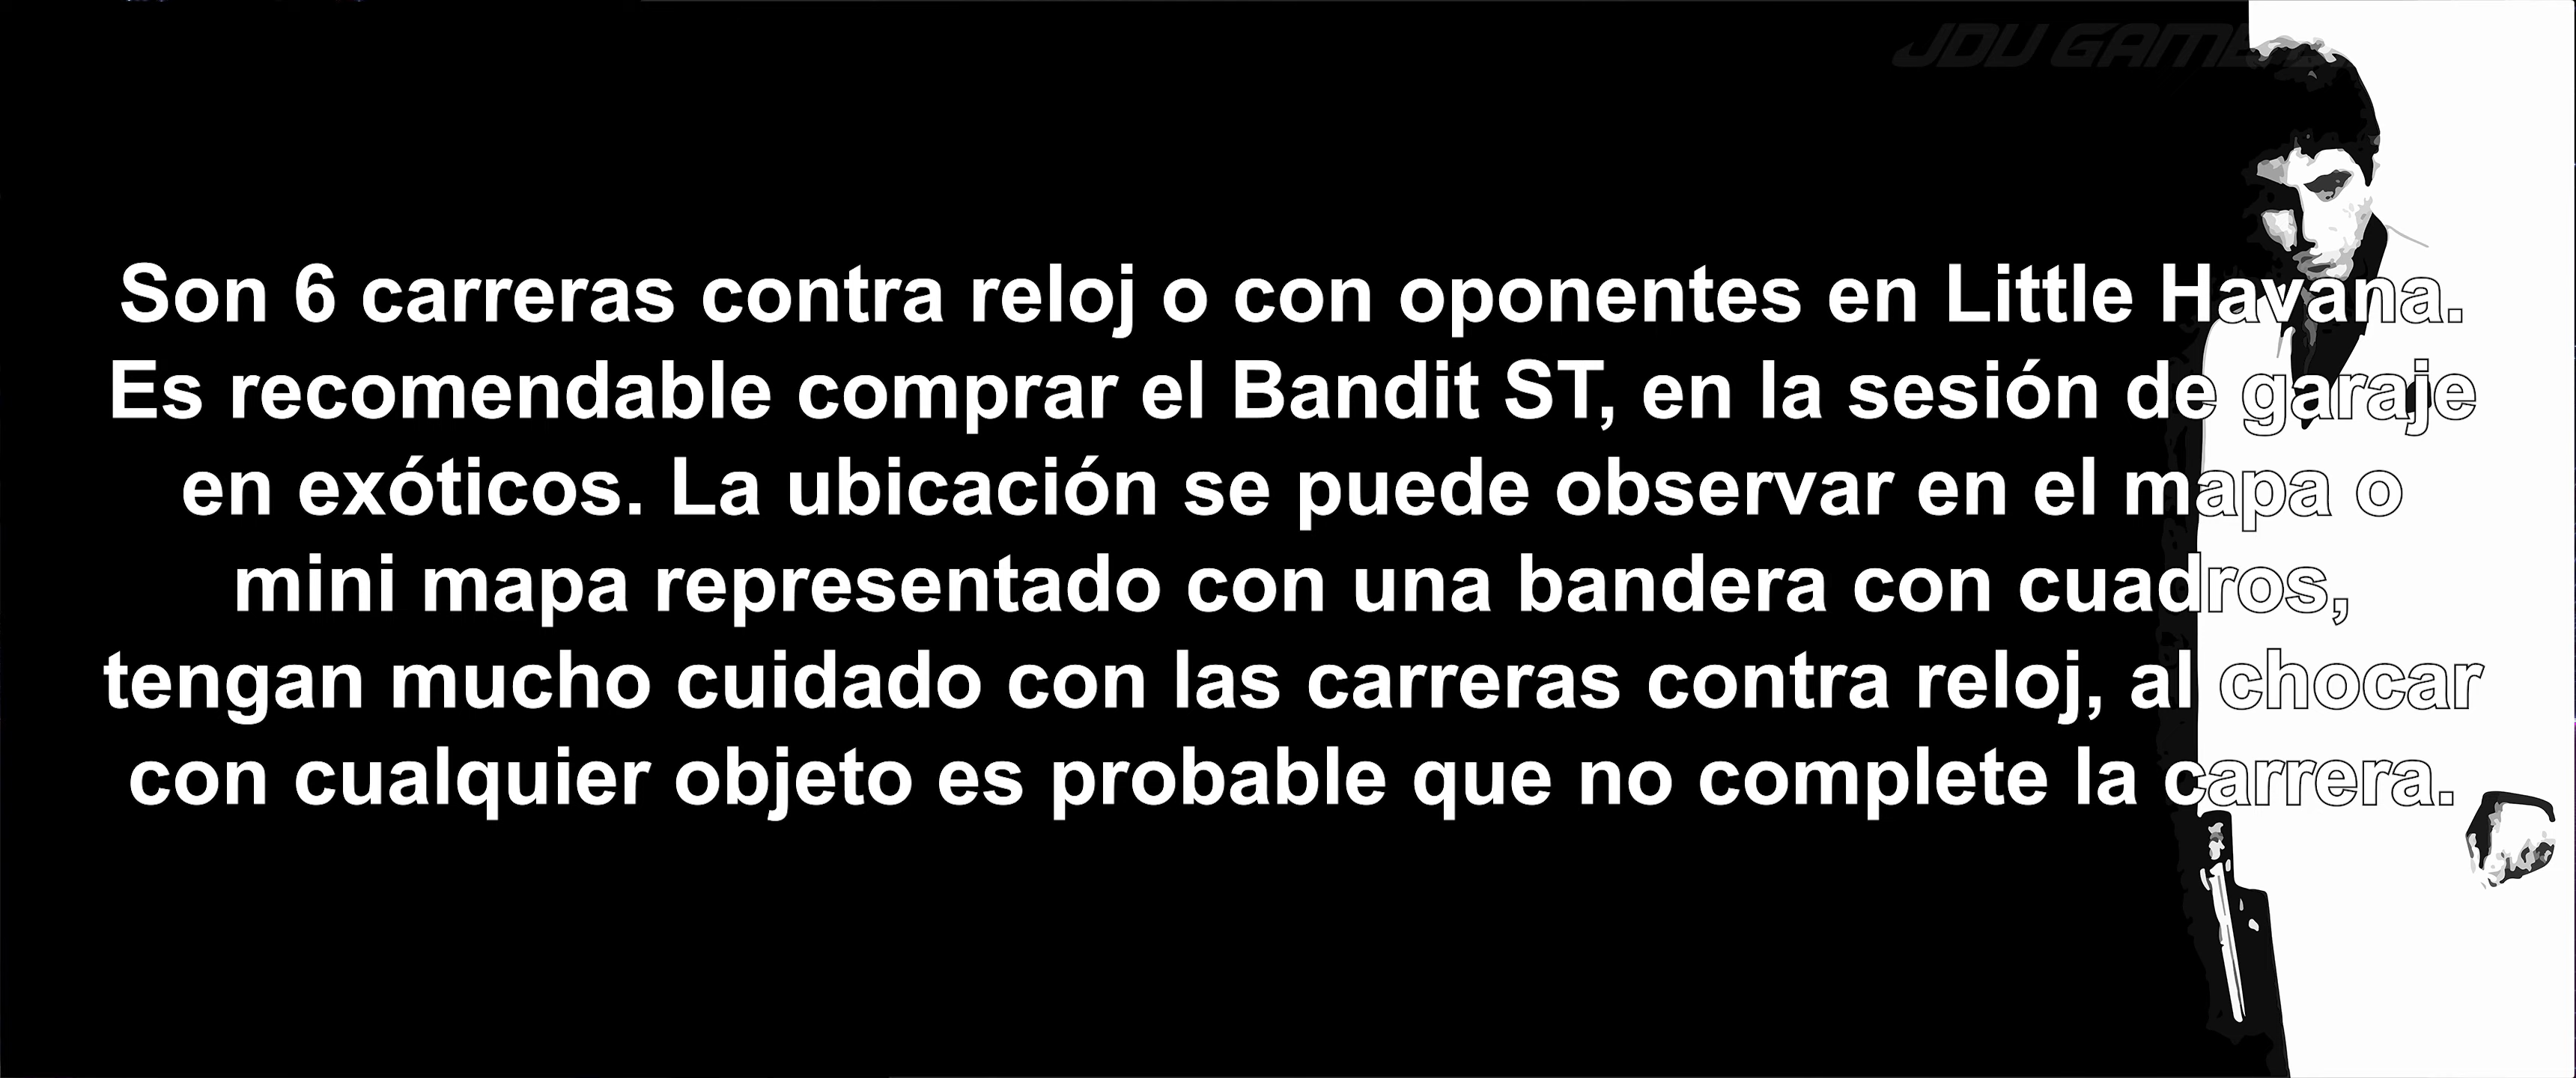 JDU GAM
Son 6 carreras contra reloj o con oponentes en Little Havana.
Es recomendable comprar el Bandit ST, en la sesión de garaje
en exóticos. La ubicación se puede observar en el mapa o
mini mapa representado con una bandera con cuadros,
tengan mucho cuidado con las carreras contra reloj, al chocar
con cualquier objeto es probable que no complete la carrera.